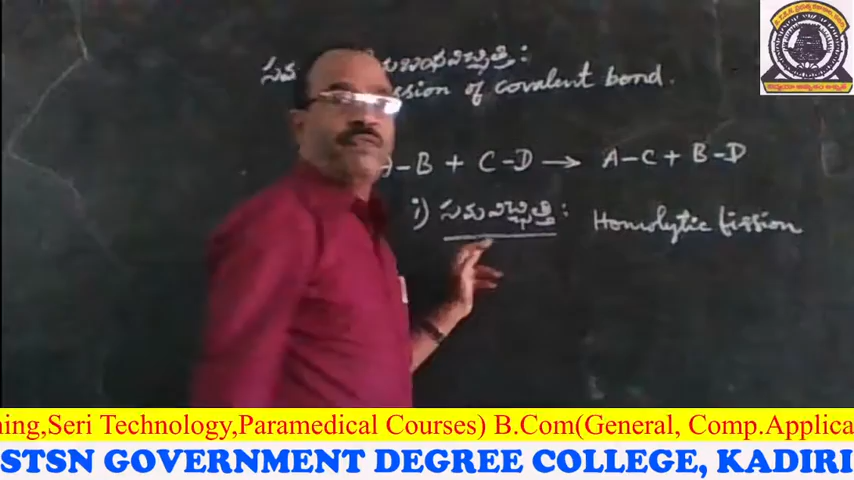 సమ
ssion of covalent bond.
A-B + C-D → A-C + B-D
i) సమవిచ్ఛిత్తి : Homolytic fission
ning,Seri Technology,Paramedical Courses) B.Com(General, Comp.Applica
STSN GOVERNMENT DEGREE COLLEGE, KADIRI